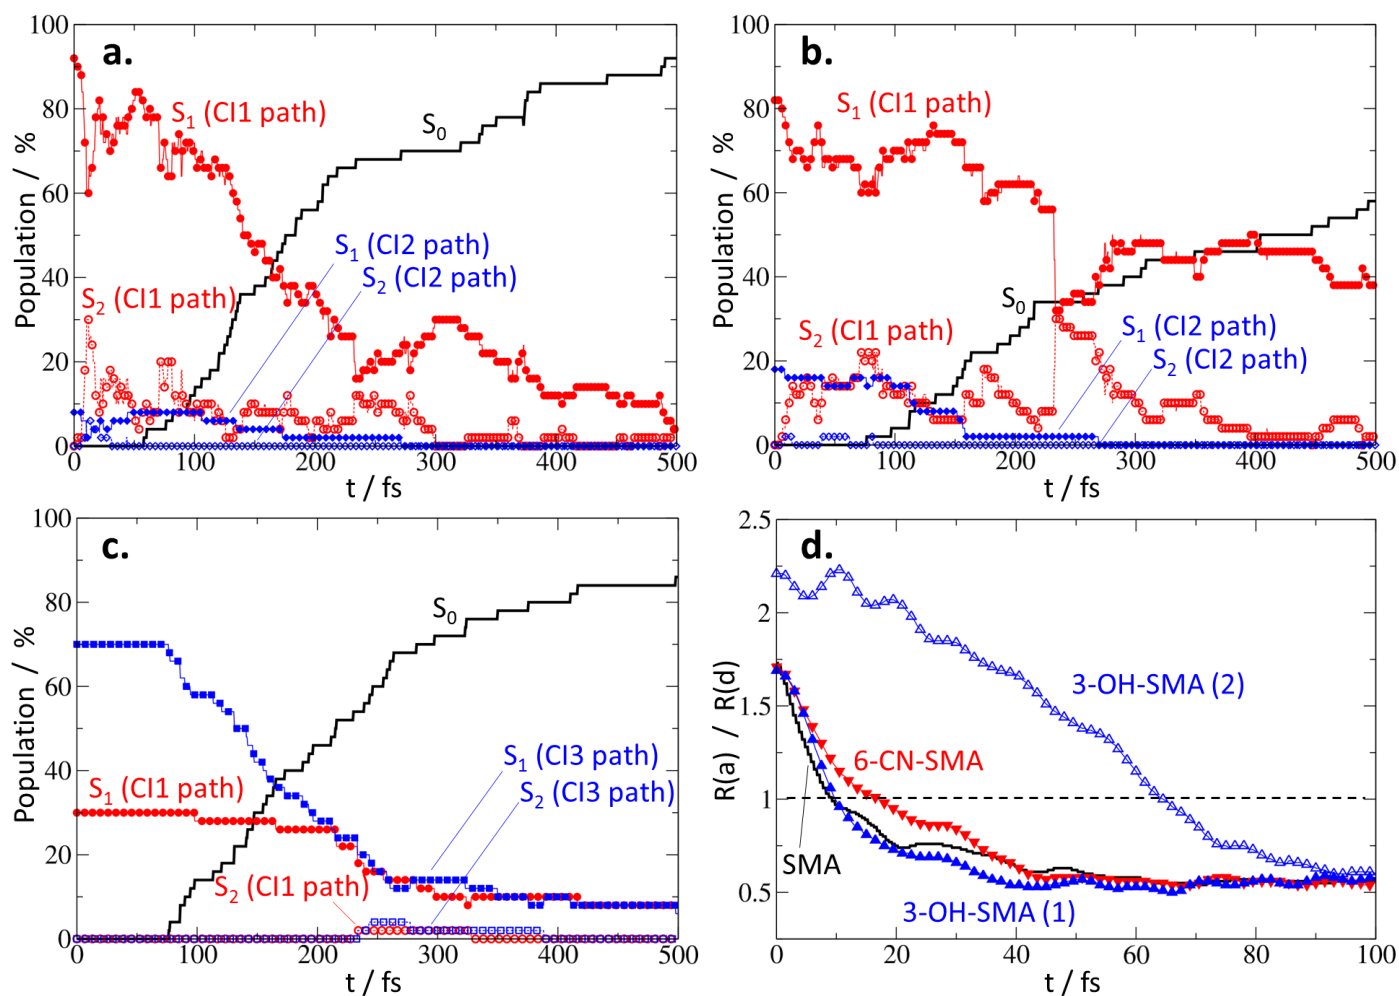 a.
100
80
60
40
20
0
Population / %
S₁ (CI1 path)
S₀
S₁ (CI2 path)
S₂ (CI2 path)
S₂ (CI1 path)
0 100 200 300 400 500
t / fs
b.
100
80
60
40
20
0
Population / %
S₁ (CI1 path)
S₀
S₂ (CI1 path)
S₁ (CI2 path)
S₂ (CI2 path)
0 100 200 300 400 500
t / fs
c.
100
80
60
40
20
0
Population / %
S₀
S₁ (CI1 path)
S₁ (CI3 path)
S₂ (CI3 path)
S₂ (CI1 path)
0 100 200 300 400 500
t / fs
d.
2.5
2
1.5
1
0.5
R(a) / R(d)
3-OH-SMA (2)
6-CN-SMA
SMA
3-OH-SMA (1)
0 20 40 60 80 100
t / fs